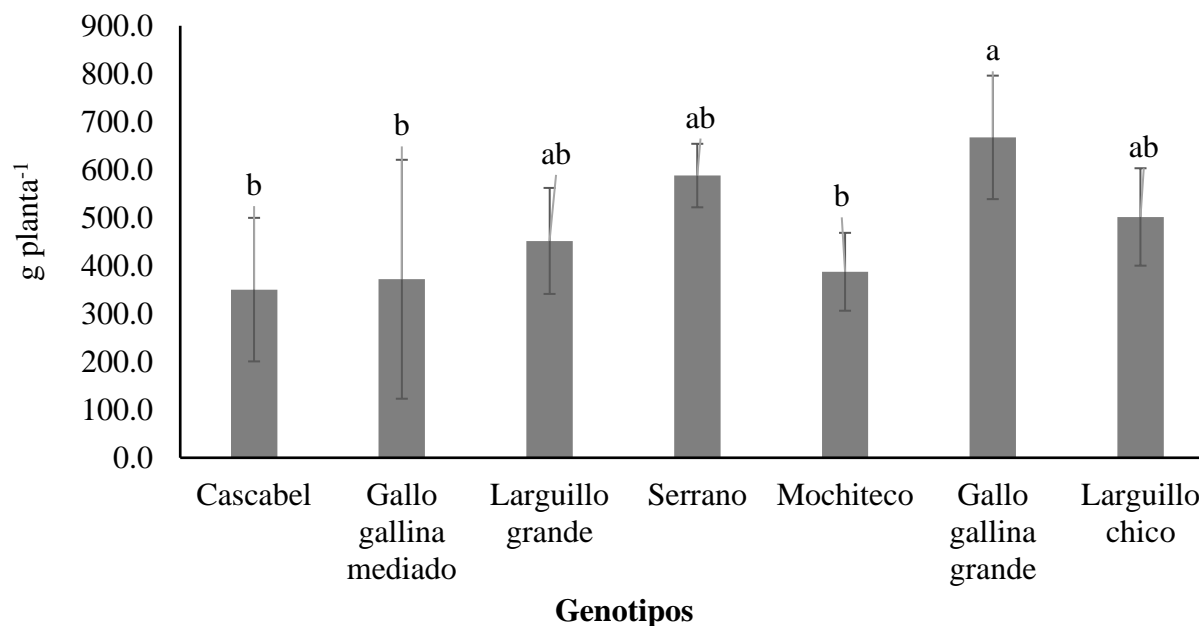 900.0
800.0
700.0
600.0
500.0
400.0
300.0
200.0
100.0
0.0
g planta-1
b
b
ab
ab
b
a
ab
Cascabel
Gallo
gallina
mediado
Larguillo
grande
Serrano
Mochiteco
Gallo
gallina
grande
Larguillo
chico
Genotipos